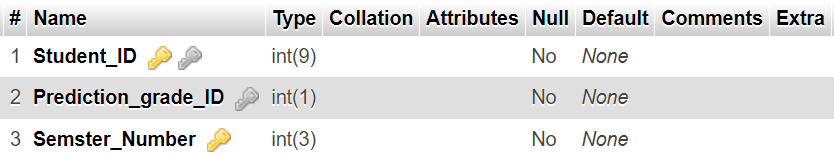 # Name Type Collation Attributes Null Default Comments Extra
1 Student_ID int(9) No None
2 Prediction_grade_ID int(1) No None
3 Semster_Number int(3) No None